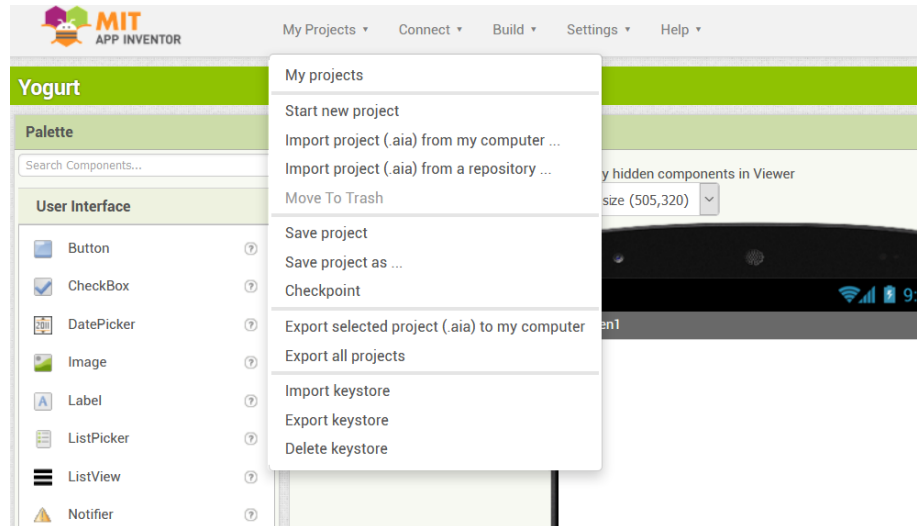 MIT
APP INVENTOR
My Projects
Connect
Build
Settings
Help
Yogurt
My projects
Start new project
Import project (.aia) from my computer ...
Import project (.aia) from a repository ...
Move To Trash
Save project
Save project as ...
Checkpoint
Export selected project (.aia) to my computer
Export all projects
Import keystore
Export keystore
Delete keystore
Palette
Search Components...
User Interface
Button
CheckBox
DatePicker
Image
Label
ListPicker
ListView
Notifier
y hidden components in Viewer
size (505,320)
9:
en1